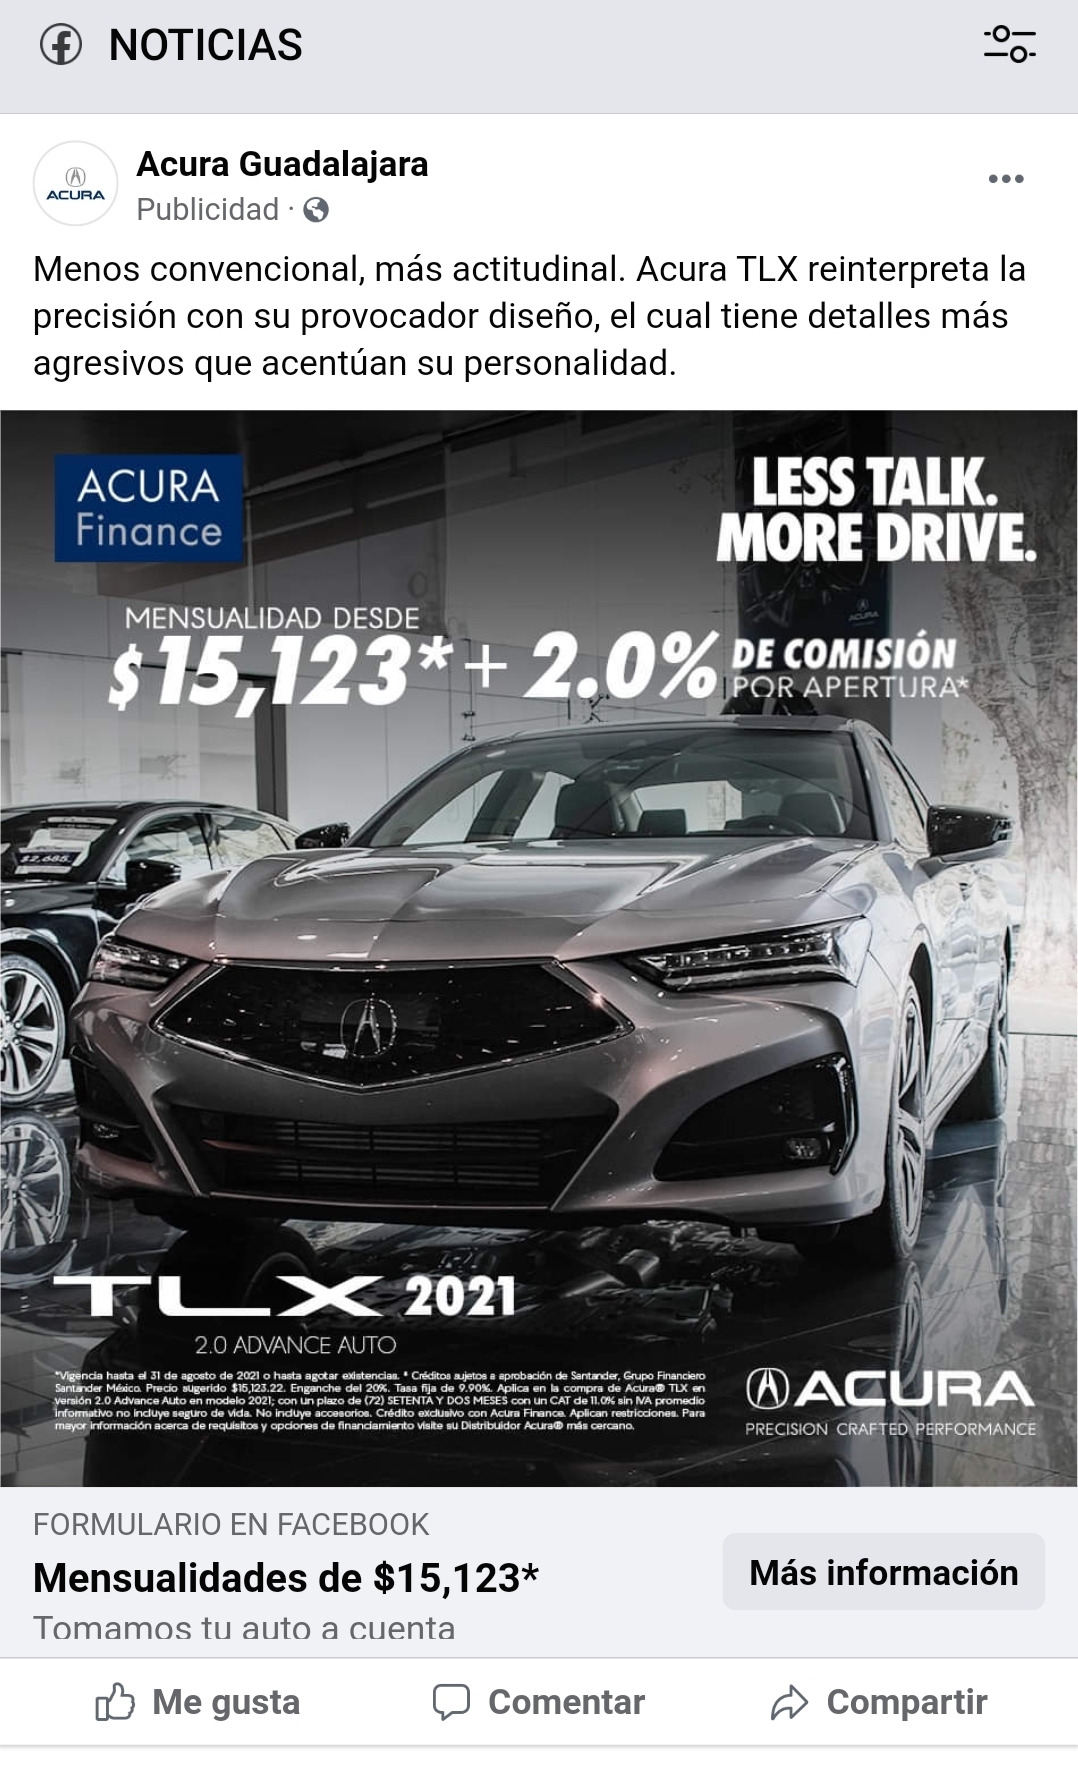 NOTICIAS
ACURA
Acura Guadalajara
Publicidad ·
Menos convencional, más actitudinal. Acura TLX reinterpreta la
precisión con su provocador diseño, el cual tiene detalles más
agresivos que acentúan su personalidad.
ACURA
Finance
LESS TALK.
MORE DRIVE.
ACURA
MENSUALIDAD DESDE
$15,123* + 2.0% DE COMISIÓN
POR APERTURA*
$2,685
TLX 2021
2.0 ADVANCE AUTO
*Vigencia hasta el 31 de agosto de 2021 o hasta agotar existencias. * Créditos sujetos a aprobación de Santander, Grupo Financiero
Santander México. Precio sugerido $15,123.22. Enganche del 20%. Tasa fija de 9.90%. Aplica en la compra de Acura® TLX en
versión 2.0 Advance Auto en modelo 2021; con un plazo de (72) SETENTA Y DOS MESES con un CAT de 11.0% sin IVA promedio
informativo no incluye seguro de vida. No incluye accesorios. Crédito exclusivo con Acura Finance. Aplican restricciones. Para
mayor información acerca de requisitos y opciones de financiamiento visite su Distribuidor Acura® más cercano.
ACURA
PRECISION CRAFTED PERFORMANCE
FORMULARIO EN FACEBOOK
Mensualidades de $15,123*
Más información
Tomamos tu auto a cuenta
Me gusta
Comentar
Compartir